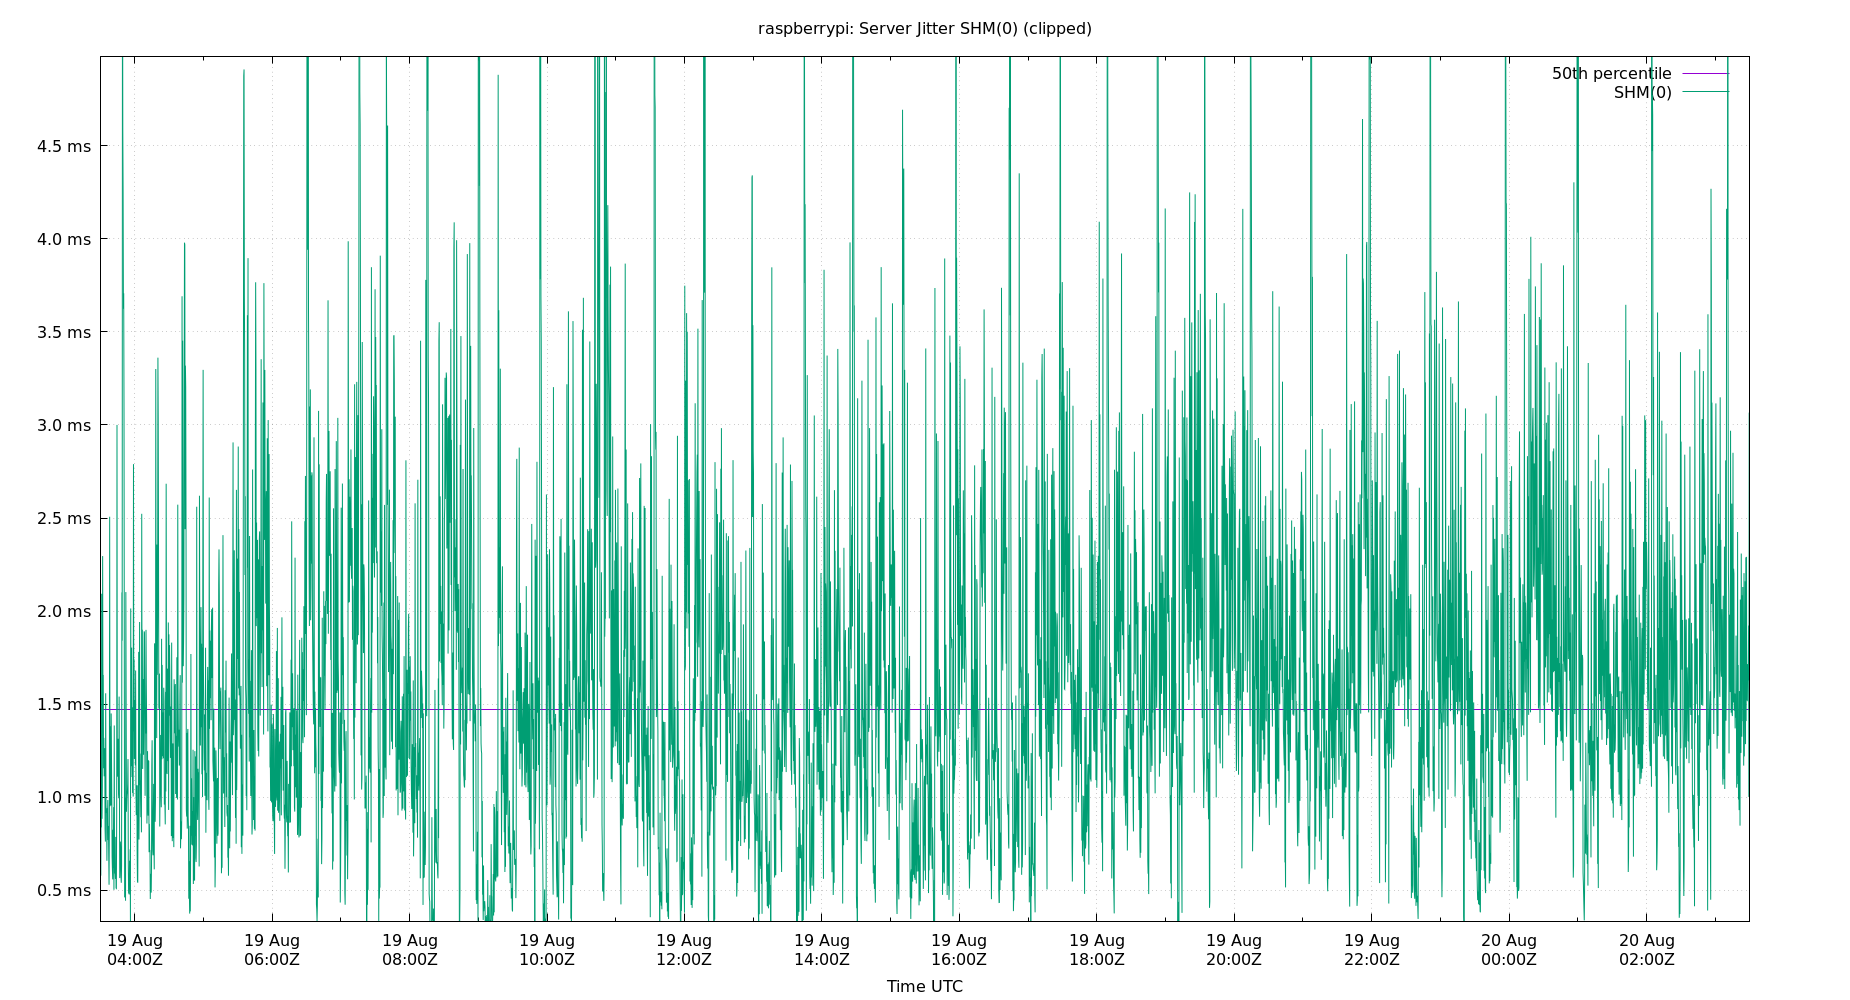 raspberrypi: Server Jitter SHM(0) (clipped)
50th percentile
SHM(0)
4.5 ms
4.0 ms
3.5 ms
3.0 ms
2.5 ms
2.0 ms
1.5 ms
1.0 ms
0.5 ms
19 Aug 19 Aug 19 Aug 19 Aug 19 Aug 19 Aug 19 Aug 19 Aug 19 Aug 19 Aug 20 Aug 20 Aug
04:00Z 06:00Z 08:00Z 10:00Z 12:00Z 14:00Z 16:00Z 18:00Z 20:00Z 22:00Z 00:00Z 02:00Z
Time UTC